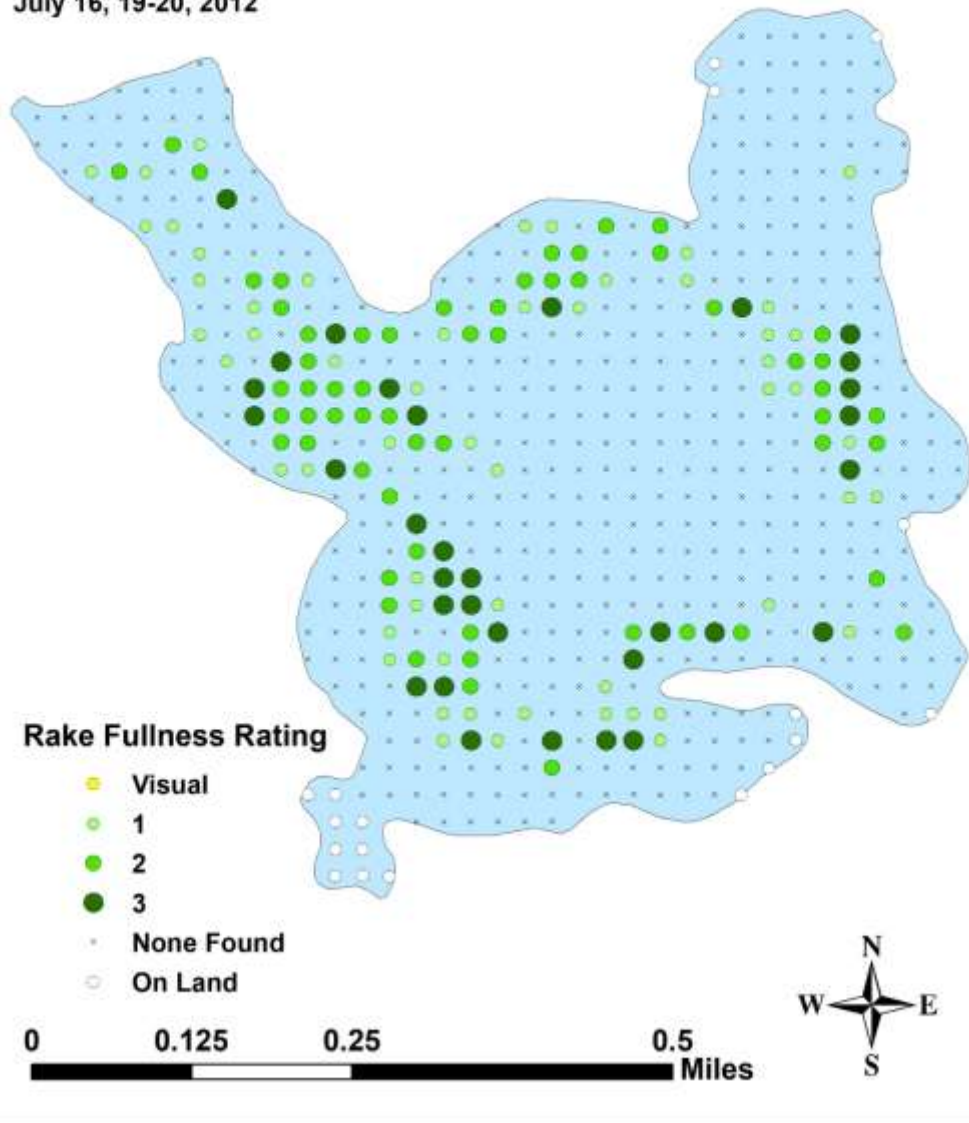 July 16, 19-20, 2012
Rake Fullness Rating
Visual
1
2
3
None Found
On Land
N
W E
S
0 0.125 0.25 0.5
Miles